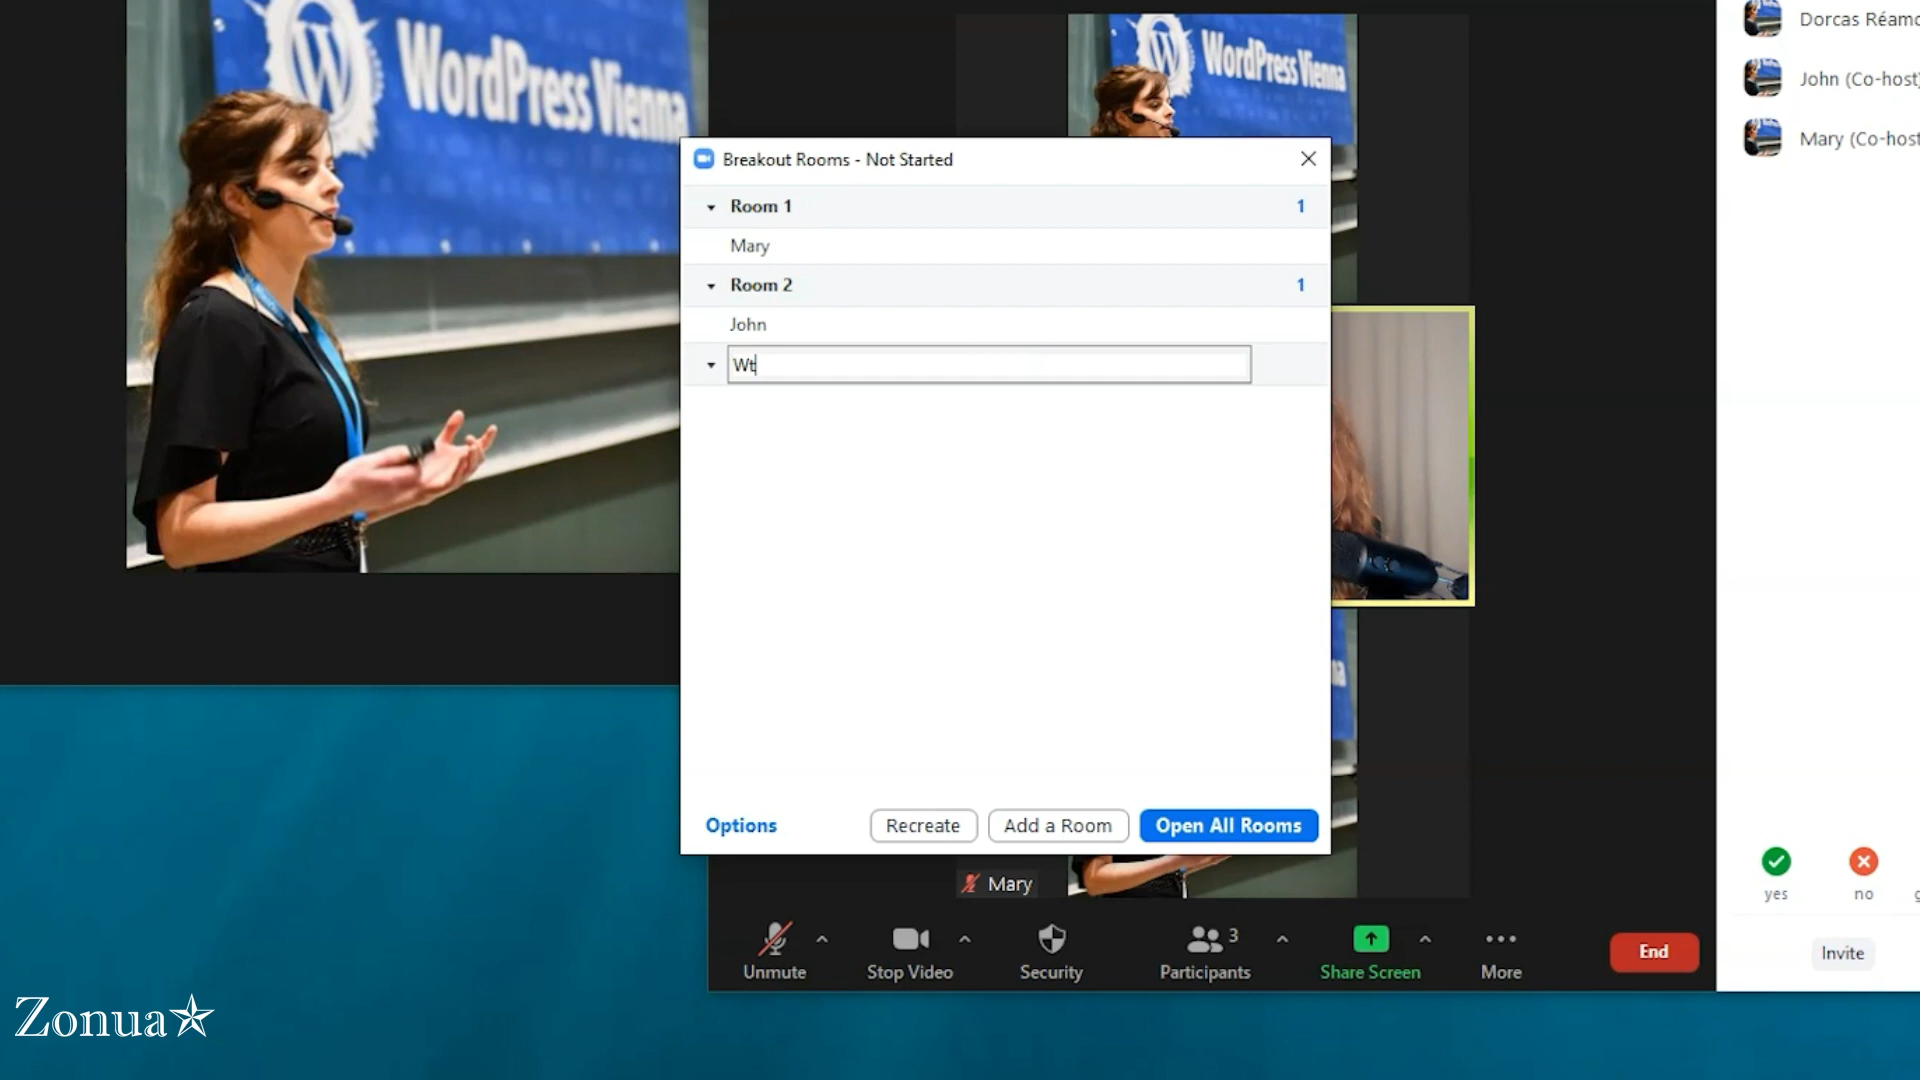 WordPress Vienna
WordPress Vienna
Dorcas Réamo
John (Co-host)
Mary (Co-host
Breakout Rooms - Not Started
Room 1
1
Mary
Room 2
1
John
Wt
Options
Recreate
Add a Room
Open All Rooms
Mary
yes
no
Unmute
Stop Video
Security
3
Participants
Share Screen
More
End
Invite
Zonua